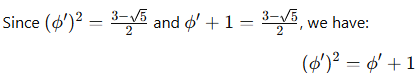 Since (ϕ′)² = (3−√5)/2 and ϕ′ + 1 = (3−√5)/2, we have:
(ϕ′)² = ϕ′ + 1